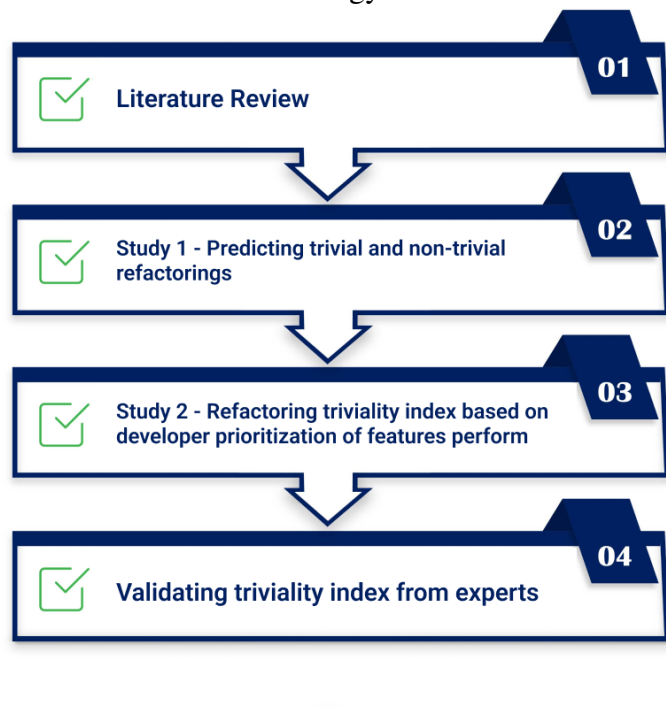 gy
01
Literature Review
02
Study 1 - Predicting trivial and non-trivial
refactorings
03
Study 2 - Refactoring triviality index based on
developer prioritization of features perform
04
Validating triviality index from experts